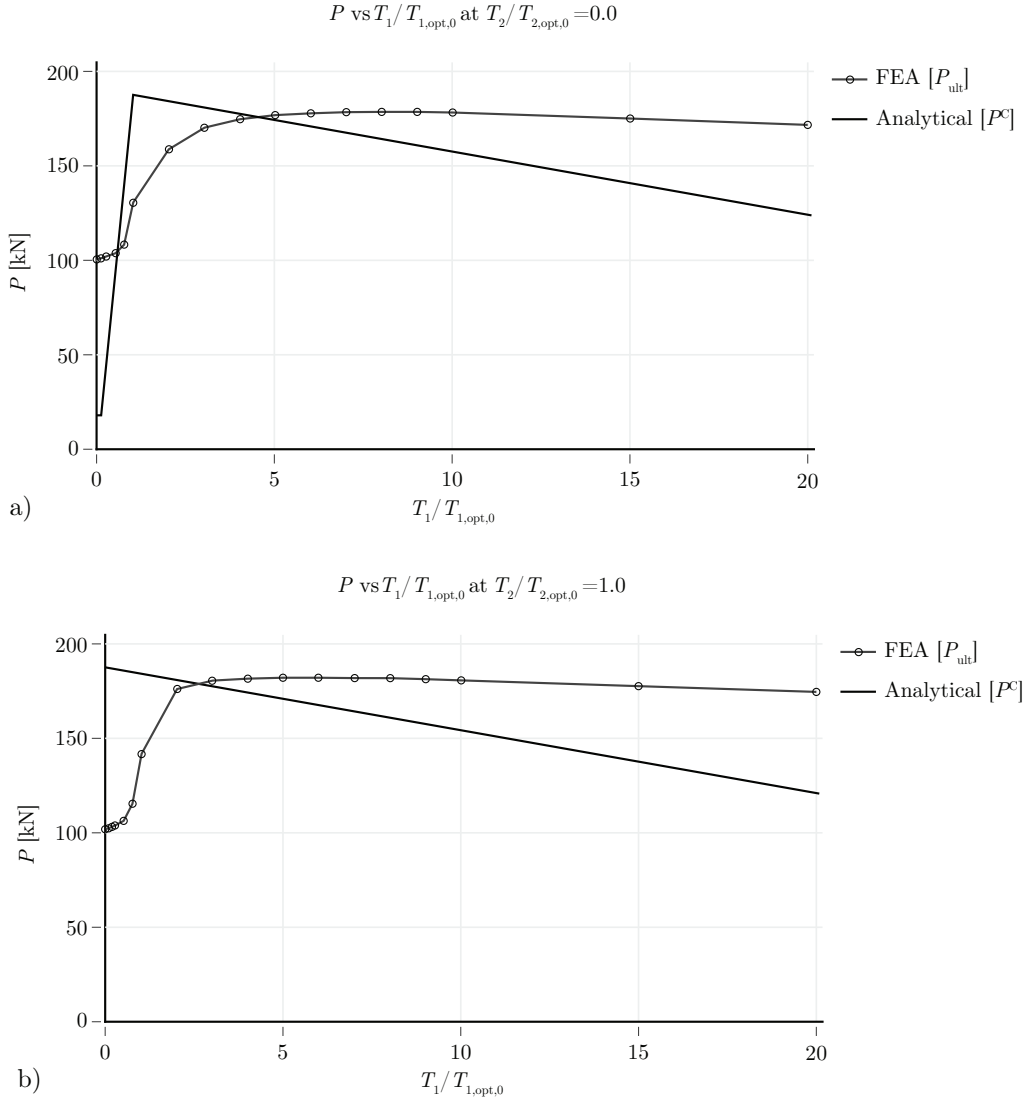 P vs T₁/T₁,opt,0 at T₂/T₂,opt,0 =0.0
200
150
100
50
0
P [kN]
FEA [Pult]
Analytical [Pᶜ]
0 5 10 15 20
T₁/T₁,opt,0
a)
P vs T₁/T₁,opt,0 at T₂/T₂,opt,0 =1.0
200
150
100
50
0
P [kN]
FEA [Pult]
Analytical [Pᶜ]
0 5 10 15 20
T₁/T₁,opt,0
b)